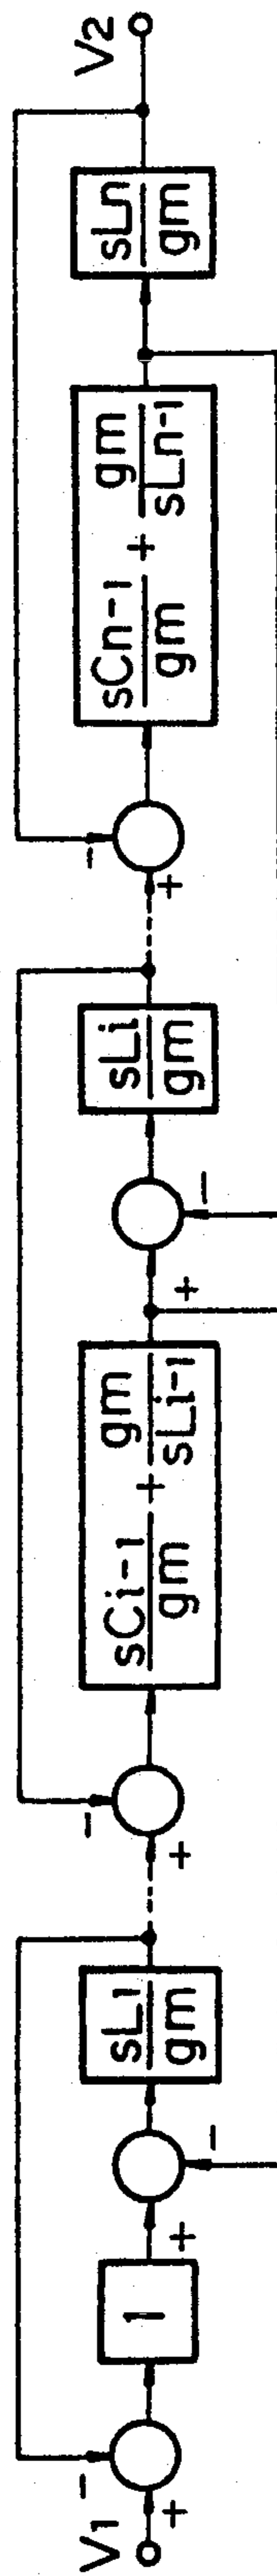 V1
+
-
1
+
-
sL1
gm
+
-
sCi-1
gm
+
gm
sLi-1
+
-
sLi
gm
+
-
sCn-1
gm
+
gm
sLn-1
sLn
gm
V2